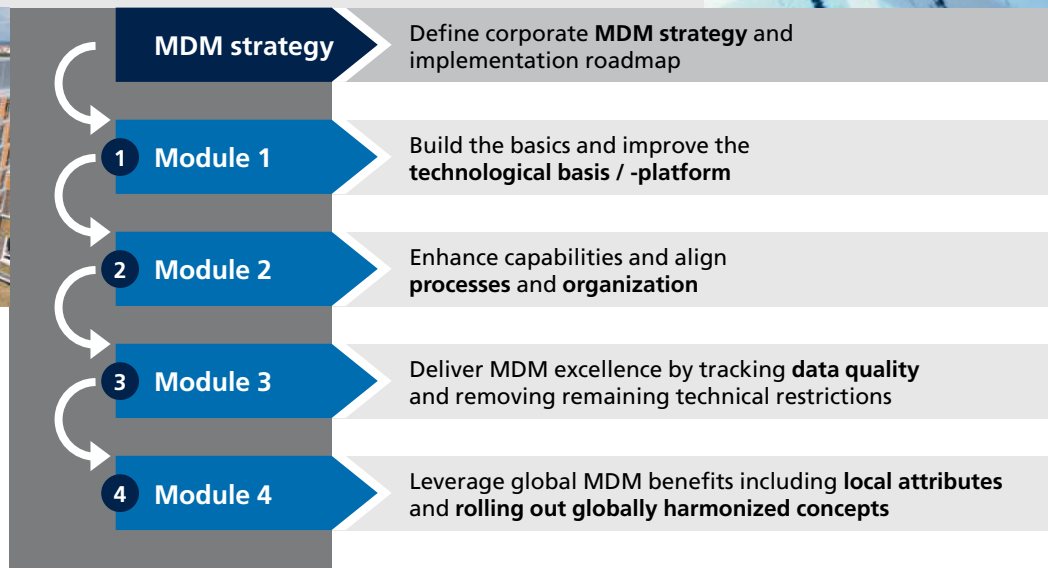 MDM strategy
Define corporate MDM strategy and
implementation roadmap
1 Module 1
Build the basics and improve the
technological basis / -platform
2 Module 2
Enhance capabilities and align
processes and organization
3 Module 3
Deliver MDM excellence by tracking data quality
and removing remaining technical restrictions
4 Module 4
Leverage global MDM benefits including local attributes
and rolling out globally harmonized concepts